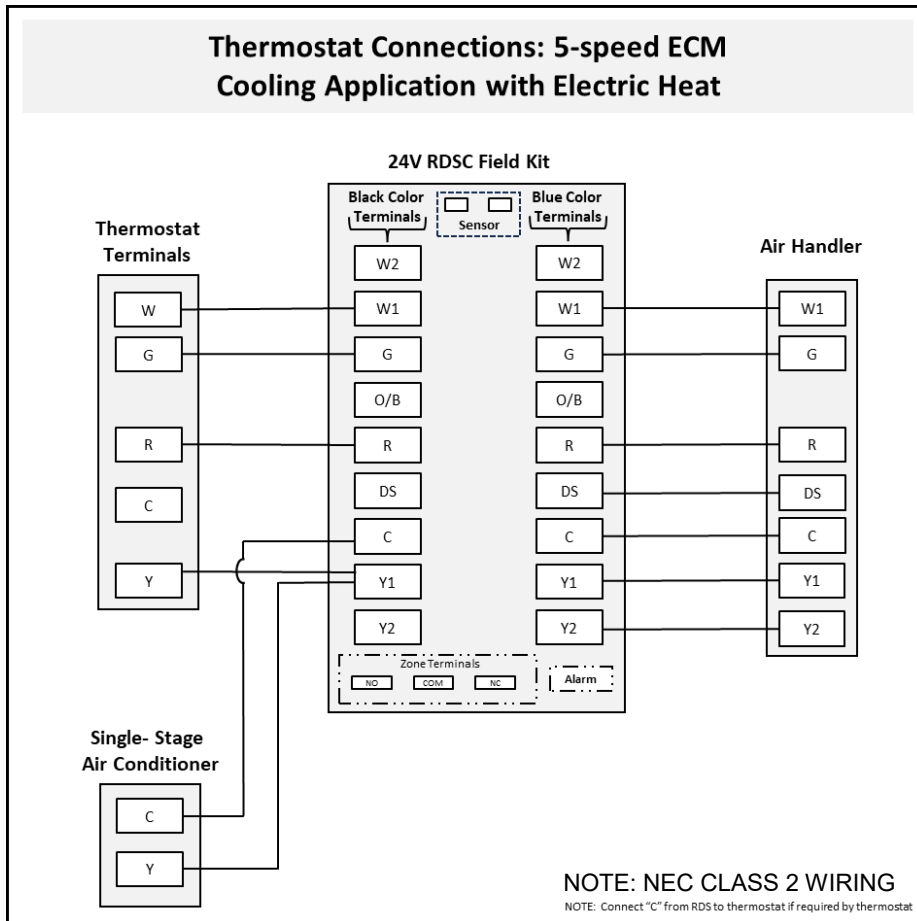 Thermostat Connections: 5-speed ECM
Cooling Application with Electric Heat
24V RDSC Field Kit
Black Color
Terminals
Sensor
Blue Color
Terminals
Thermostat
Terminals
Air Handler
W2
W2
W
W1
W1
W1
G
G
G
G
O/B
O/B
R
R
R
R
C
DS
DS
DS
C
C
C
Y
Y1
Y1
Y1
Y2
Y2
Y2
Zone Terminals
NO
COM
NC
Alarm
Single- Stage
Air Conditioner
C
Y
NOTE: NEC CLASS 2 WIRING
NOTE: Connect “C” from RDS to thermostat if required by thermostat